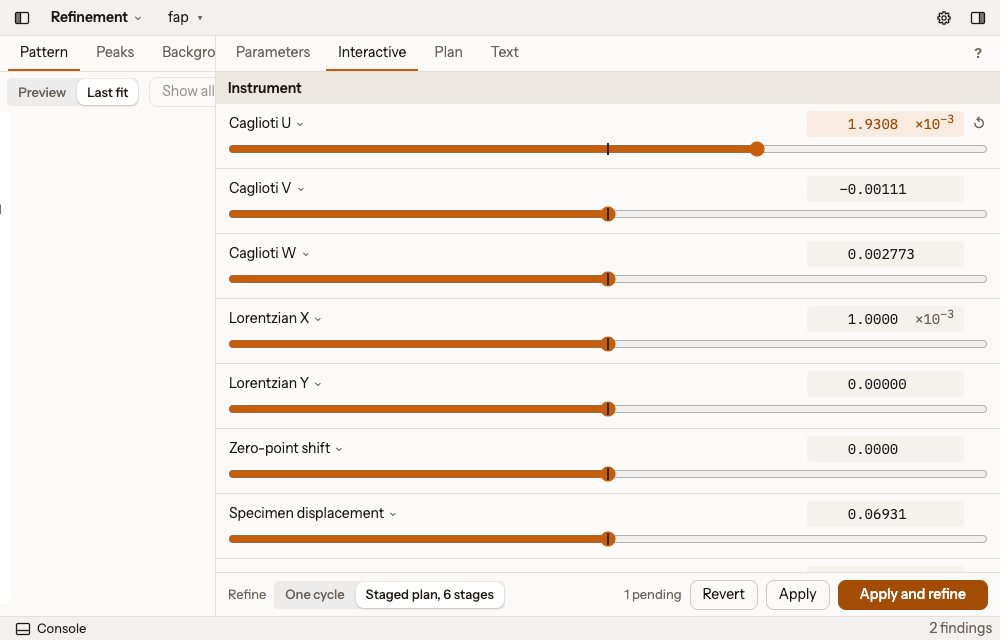 Refinement fap
Pattern Peaks Backgro Parameters Interactive Plan Text ?
Preview Last fit Show all
Instrument
Caglioti U 1.9308 ×10⁻³
Caglioti V −0.00111
Caglioti W 0.002773
Lorentzian X 1.0000 ×10⁻³
Lorentzian Y 0.00000
Zero-point shift 0.0000
Specimen displacement 0.06931
Refine One cycle Staged plan, 6 stages 1 pending Revert Apply Apply and refine
Console 2 findings